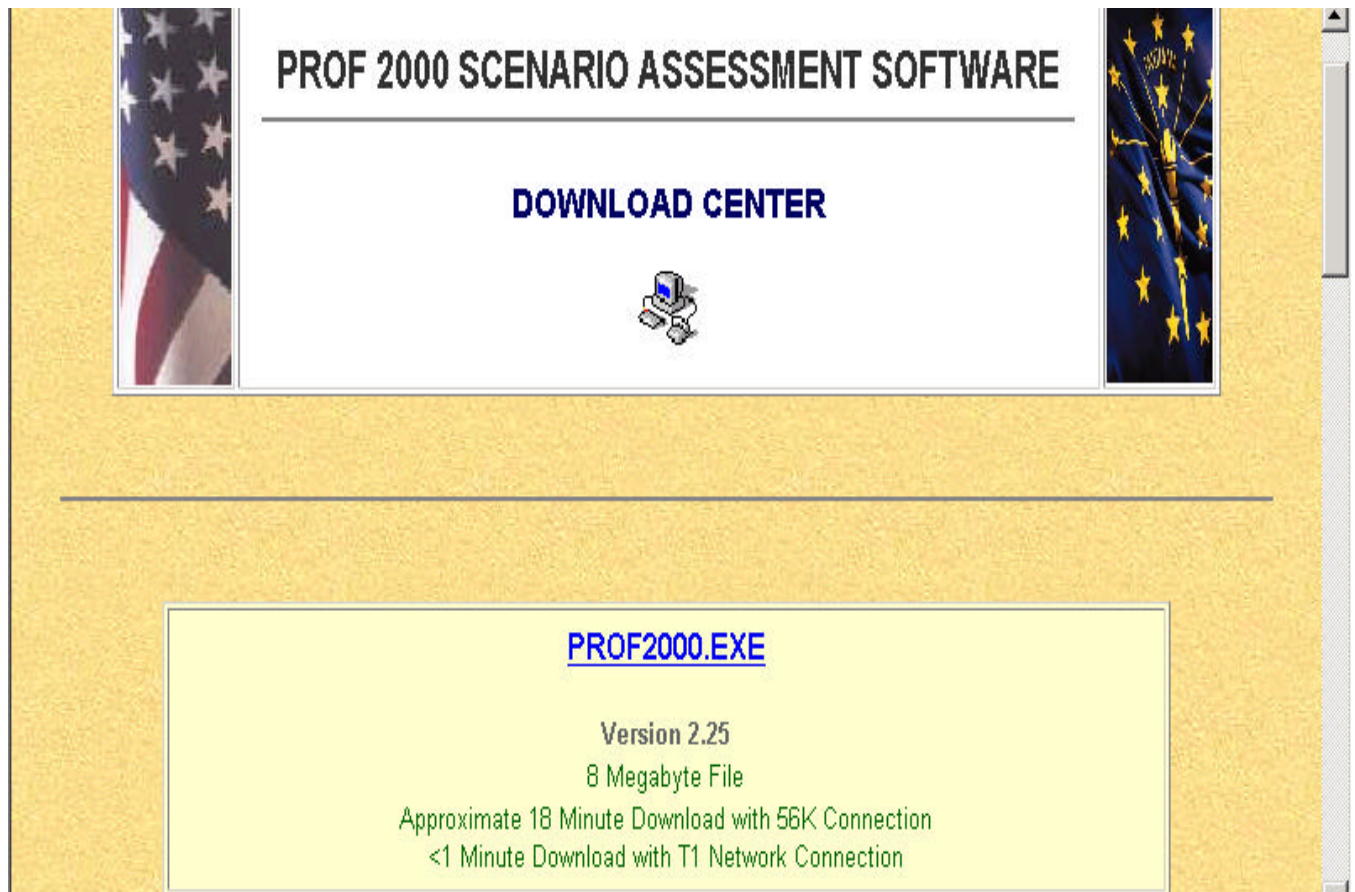 PROF 2000 SCENARIO ASSESSMENT SOFTWARE
DOWNLOAD CENTER
INDIANA
PROF2000.EXE
Version 2.25
8 Megabyte File
Approximate 18 Minute Download with 56K Connection
<1 Minute Download with T1 Network Connection